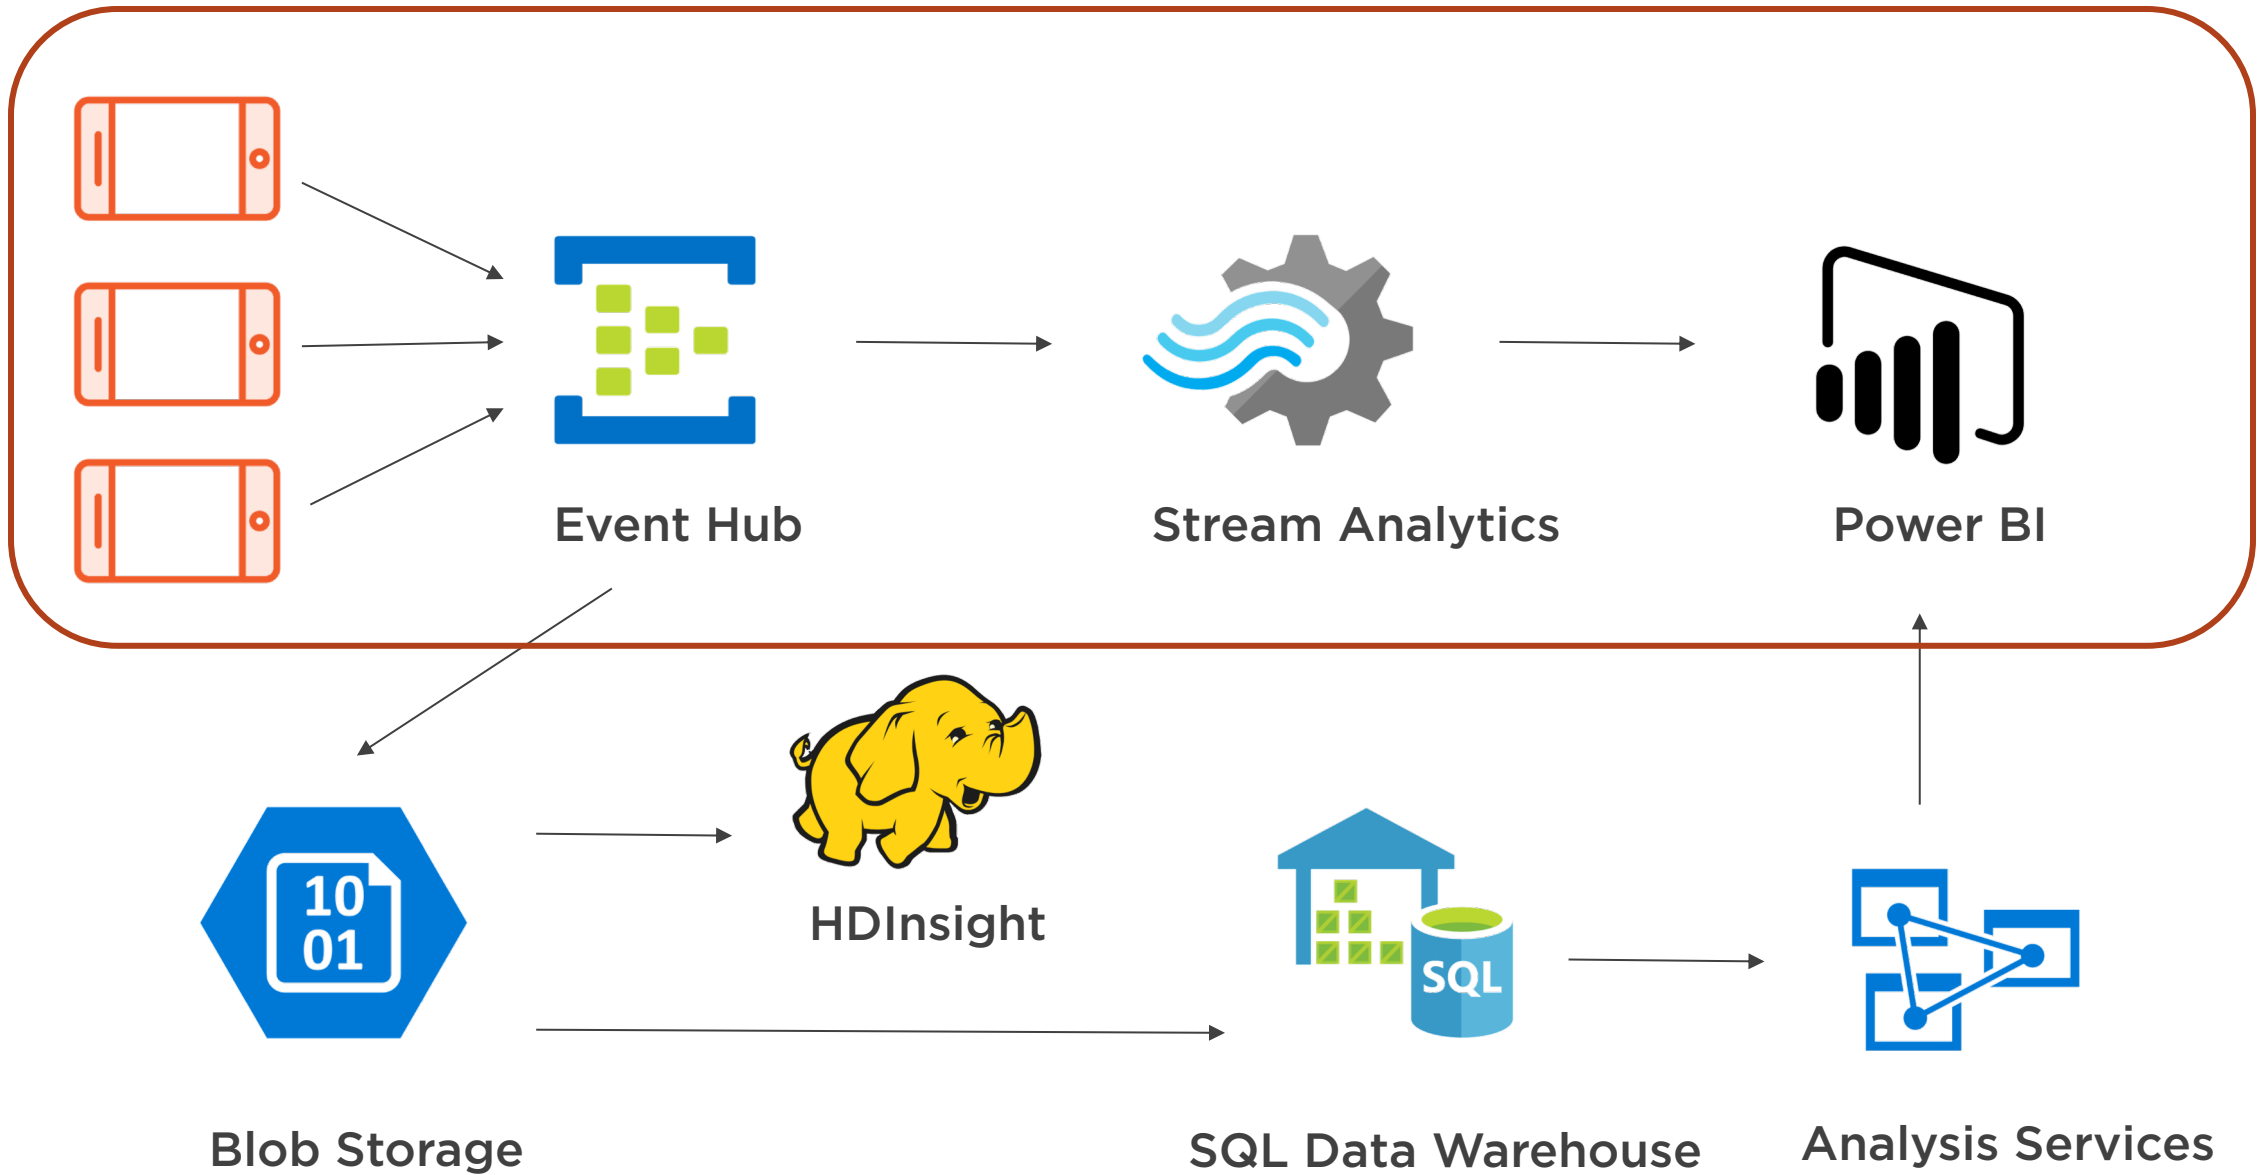 Event Hub
Stream Analytics
Power BI
10
01
HDInsight
SQL
Blob Storage
SQL Data Warehouse
Analysis Services